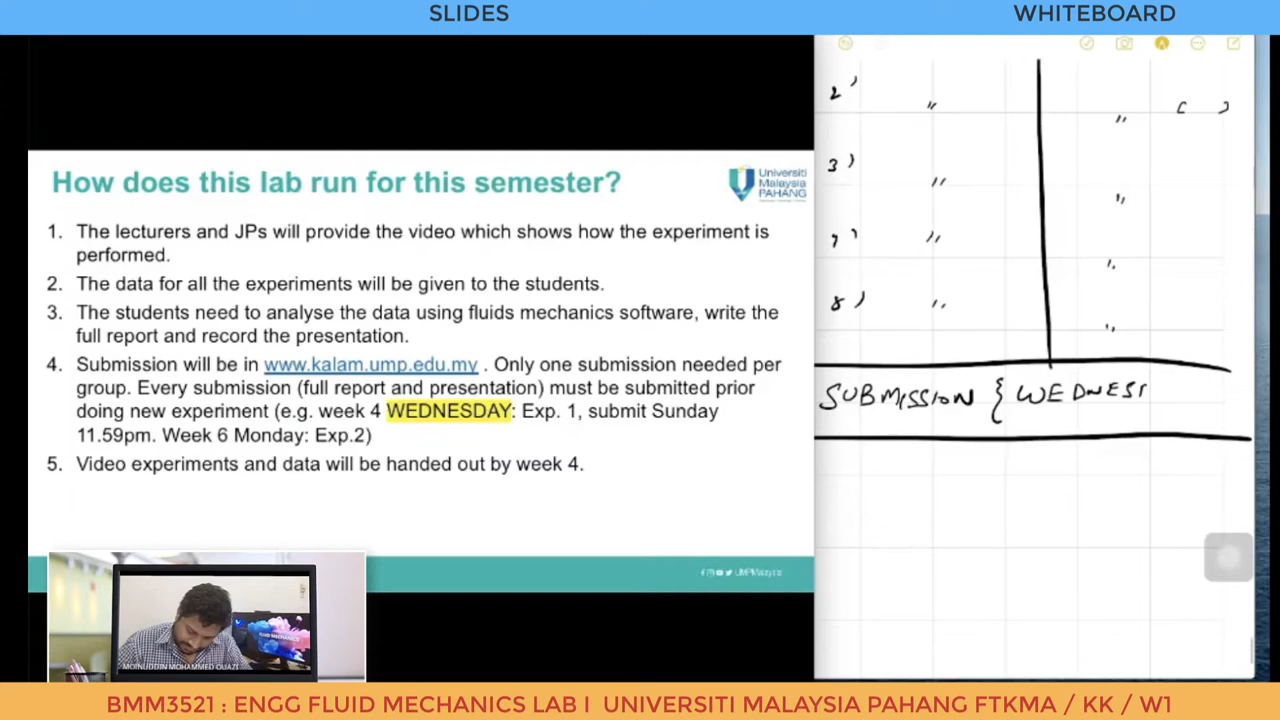 SLIDES
WHITEBOARD
How does this lab run for this semester?
Universiti
Malaysia
PAHANG
1. The lecturers and JPs will provide the video which shows how the experiment is
performed.
2. The data for all the experiments will be given to the students.
3. The students need to analyse the data using fluids mechanics software, write the
full report and record the presentation.
4. Submission will be in www.kalam.ump.edu.my . Only one submission needed per
group. Every submission (full report and presentation) must be submitted prior
doing new experiment (e.g. week 4 WEDNESDAY: Exp. 1, submit Sunday
11.59pm. Week 6 Monday: Exp.2)
5. Video experiments and data will be handed out by week 4.
UMPMalaysia
FLUID MECHANICS
MOINUDDIN MOHAMMED QUAZI
2) " " ( )
3) " "
7) " "
8) " "
SUBMISSION { WEDNES
BMM3521 : ENGG FLUID MECHANICS LAB I UNIVERSITI MALAYSIA PAHANG FTKMA / KK / W1